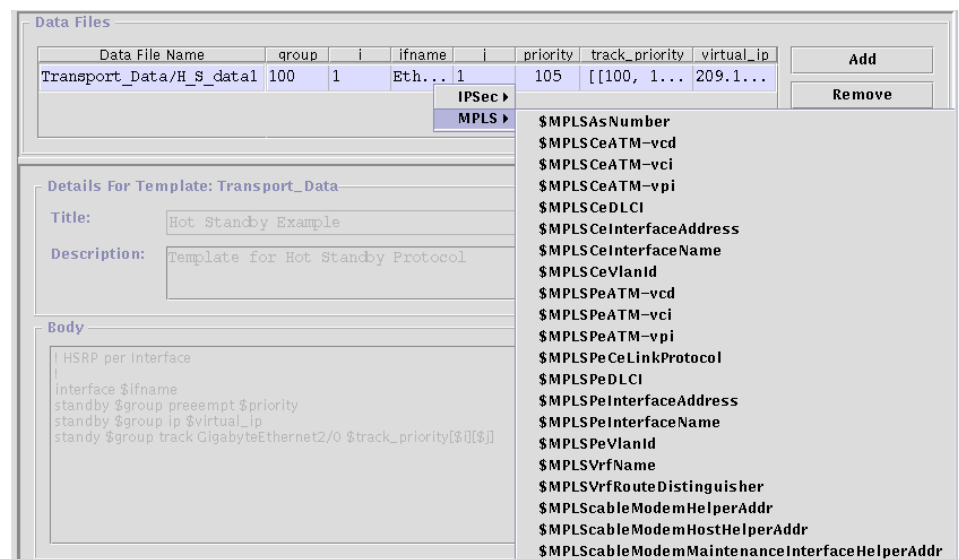 Data Files
Data File Name group i ifname j priority track_priority virtual_ip
Transport_Data/H_S_data1 100 1 Eth... 1 105 [[100, 1... 209.1...
Add
Remove
IPSec
MPLS
$MPLSAsNumber
$MPLSCeATM-vcd
$MPLSCeATM-vci
$MPLSCeATM-vpi
$MPLSCeDLCI
$MPLSCeInterfaceAddress
$MPLSCeInterfaceName
$MPLSCeVlanId
$MPLSPeATM-vcd
$MPLSPeATM-vci
$MPLSPeATM-vpi
$MPLSPeCeLinkProtocol
$MPLSPeDLCI
$MPLSPeInterfaceAddress
$MPLSPeInterfaceName
$MPLSPeVlanId
$MPLSVrfName
$MPLSVrfRouteDistinguisher
$MPLScableModemHelperAddr
$MPLScableModemHostHelperAddr
$MPLScableModemMaintenanceInterfaceHelperAddr
Details For Template: Transport_Data
Title: Hot Standby Example
Description: Template for Hot Standby Protocol
Body
! HSRP per Interface
!
interface $ifname
standby $group preeempt $priority
standby $group ip $virtual_ip
standy $group track GigabyteEthernet2/0 $track_priority[$i][$j]